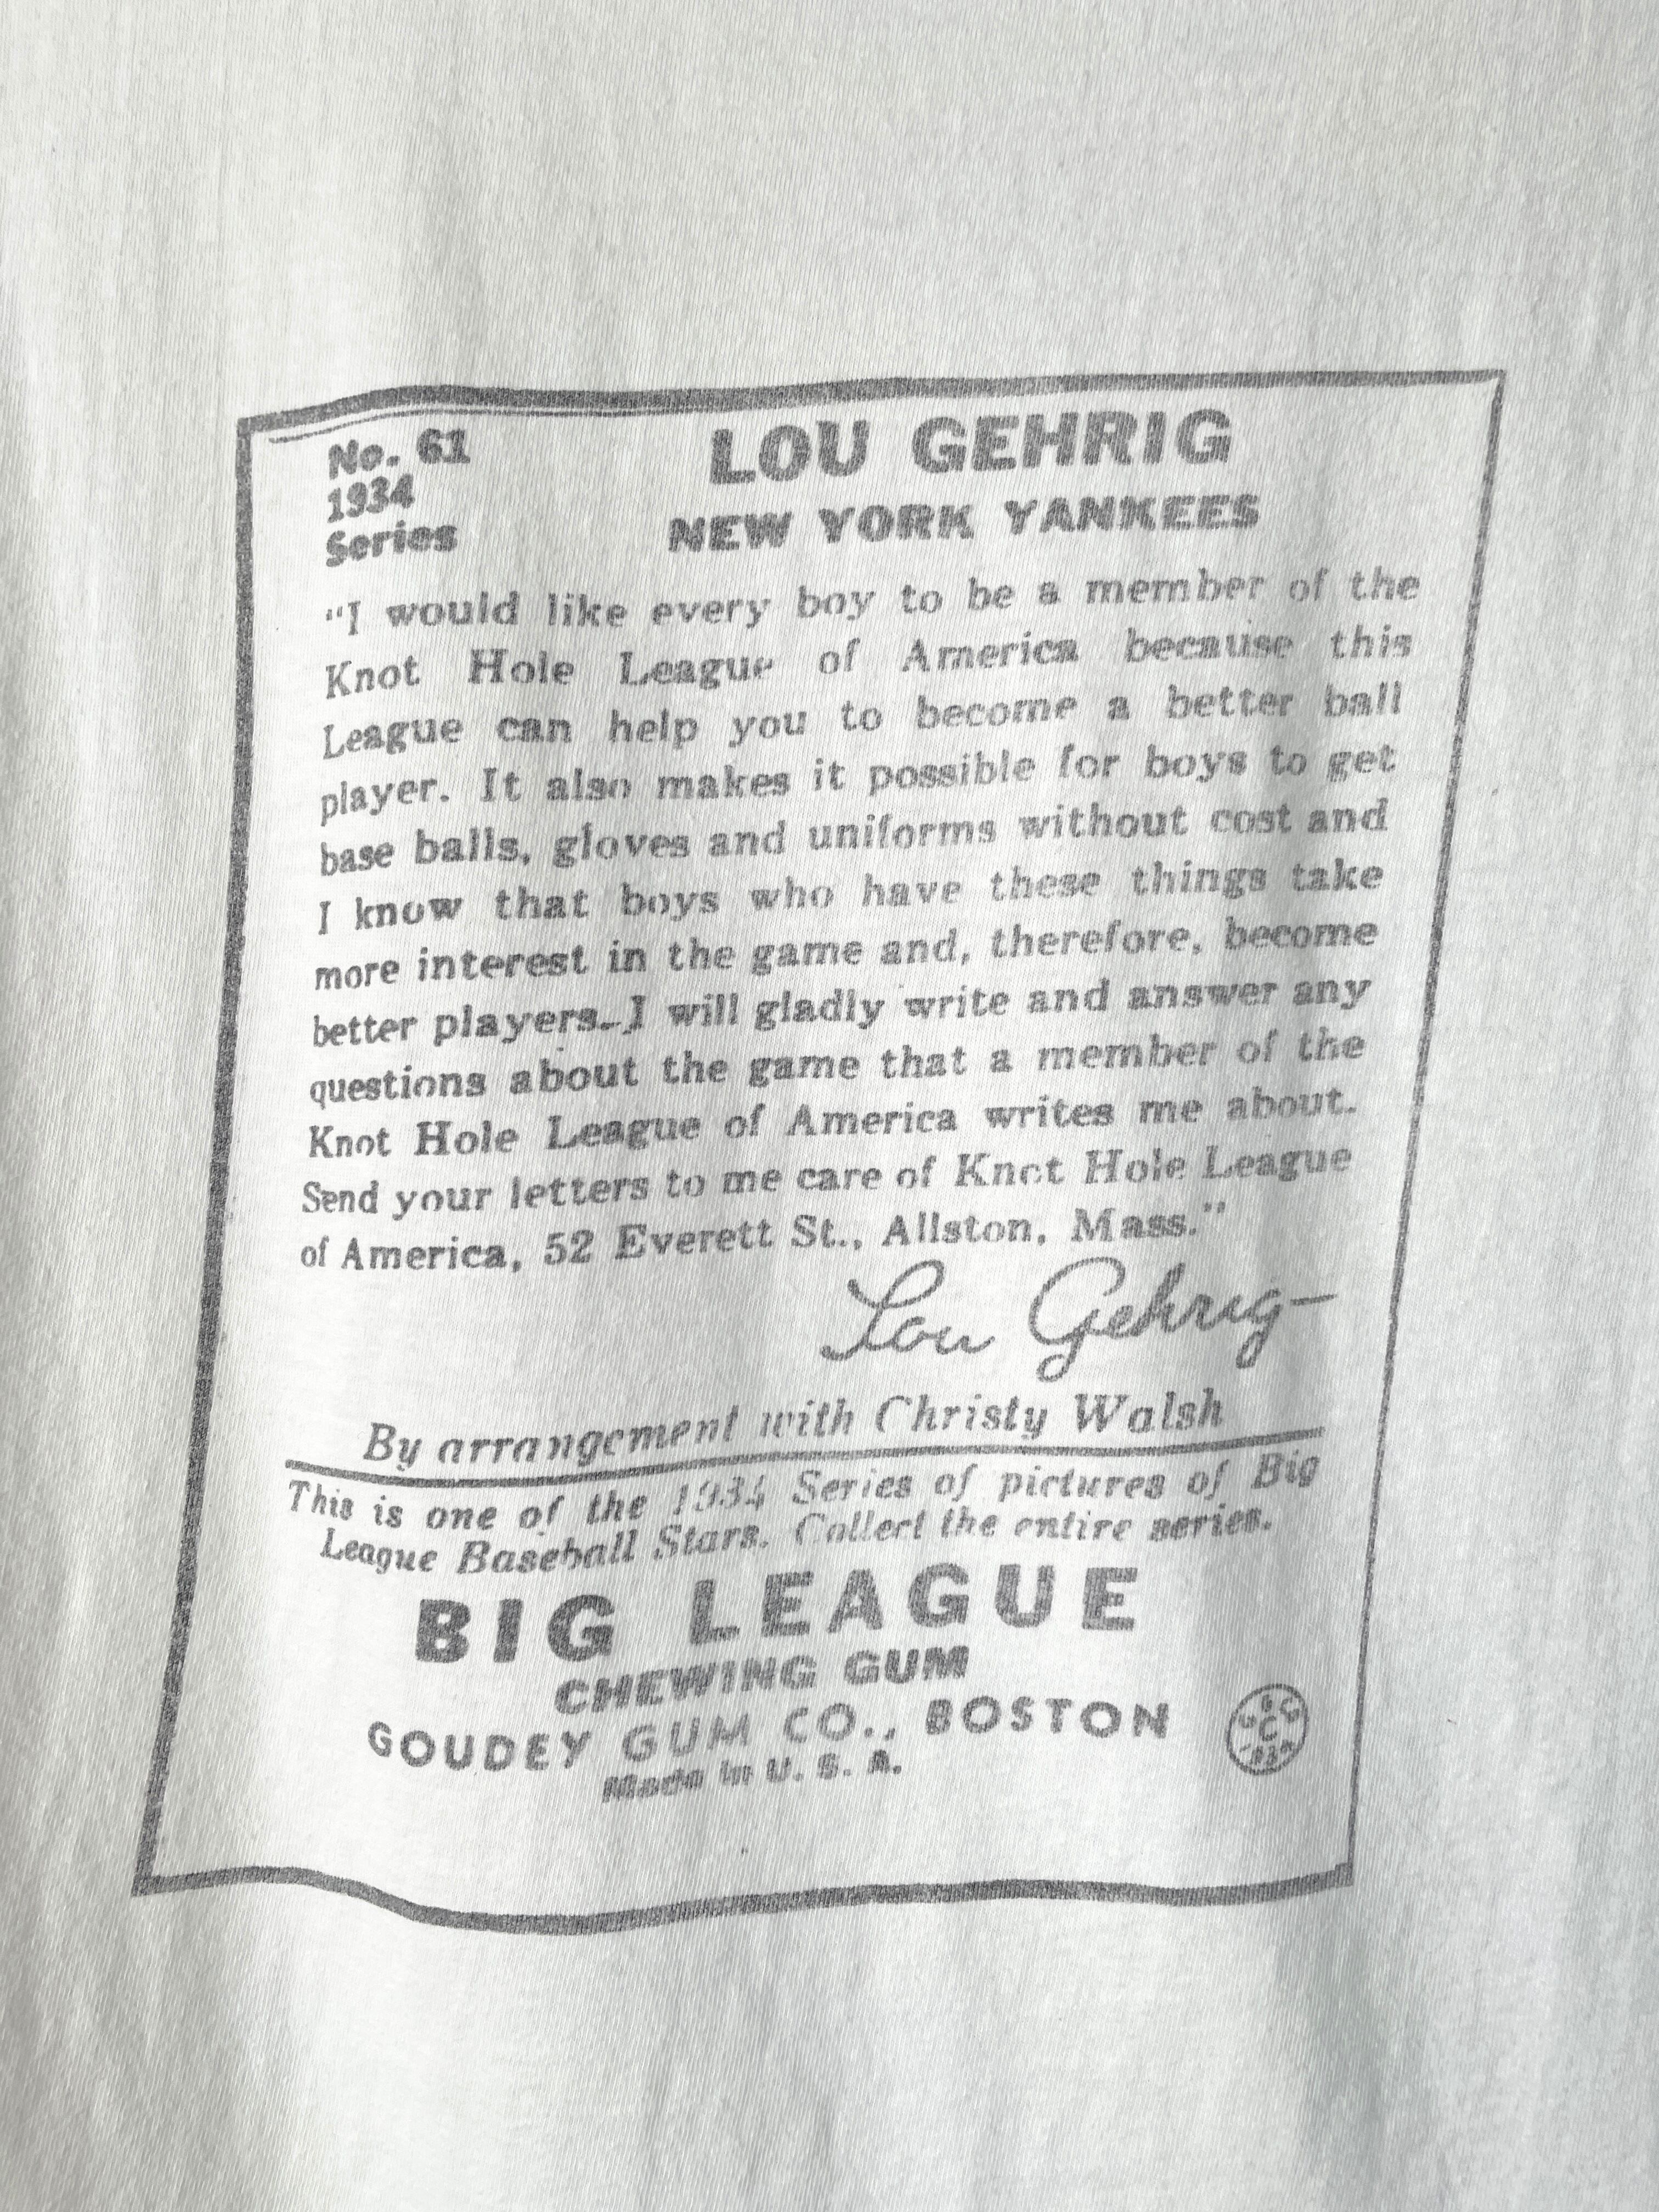 No. 61
1934
Series
LOU GEHRIG
NEW YORK YANKEES
"I would like every boy to be a member of the
Knot Hole League of America because this
League can help you to become a better ball
player. It also makes it possible for boys to get
base balls, gloves and uniforms without cost and
I know that boys who have these things take
more interest in the game and, therefore, become
better players. I will gladly write and answer any
questions about the game that a member of the
Knot Hole League of America writes me about.
Send your letters to me care of Knot Hole League
of America, 52 Everett St., Allston, Mass."
Lou Gehrig
By arrangement with Christy Walsh
This is one of the 1934 Series of pictures of Big
League Baseball Stars. Collect the entire series.
BIG LEAGUE
CHEWING GUM
GOUDEY GUM CO., BOSTON
Made in U. S. A.